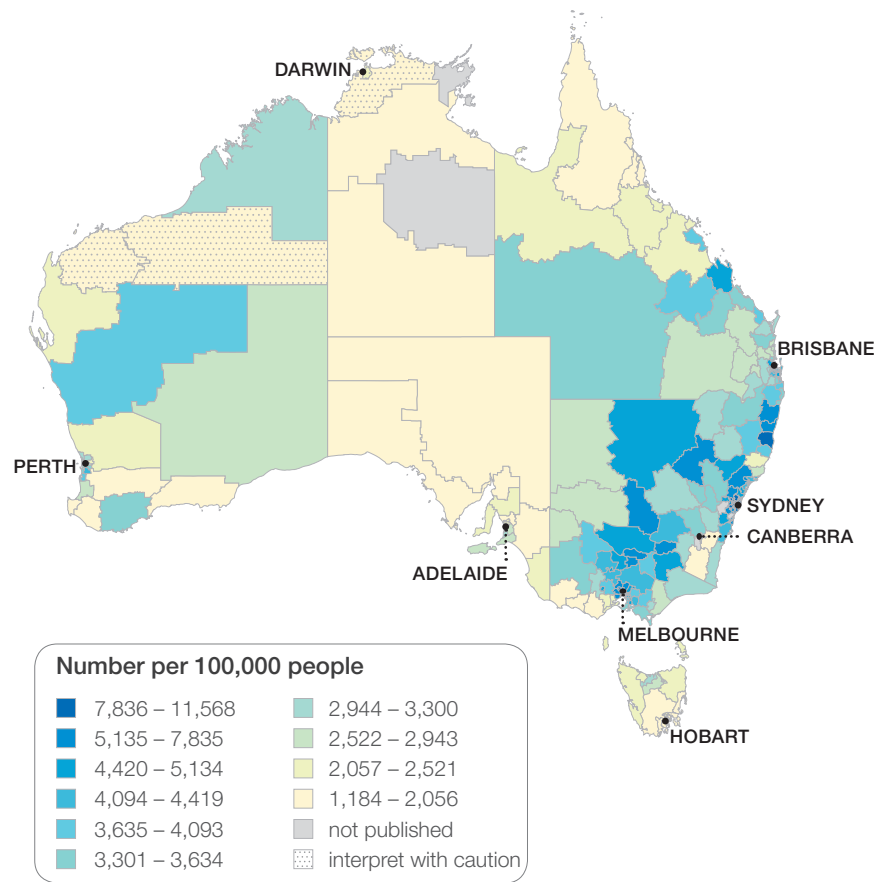 DARWIN
BRISBANE
PERTH
SYDNEY
CANBERRA
ADELAIDE
MELBOURNE
HOBART
Number per 100,000 people
7,836 – 11,568
5,135 – 7,835
4,420 – 5,134
4,094 – 4,419
3,635 – 4,093
3,301 – 3,634
2,944 – 3,300
2,522 – 2,943
2,057 – 2,521
1,184 – 2,056
not published
interpret with caution